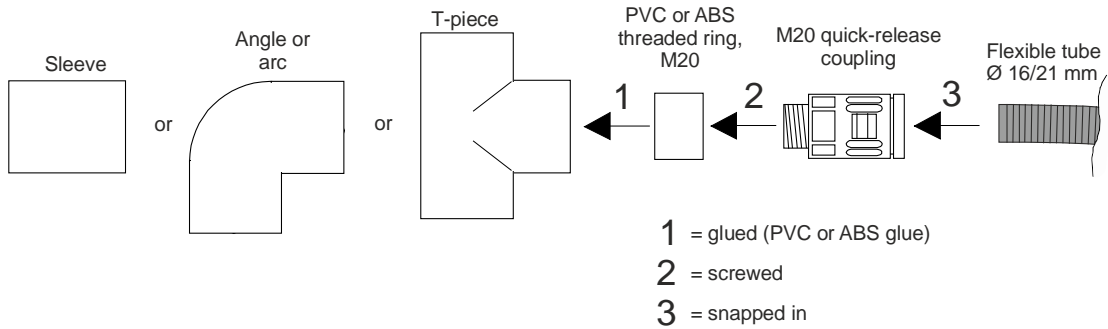 Sleeve
or
Angle or
arc
or
T-piece
1
PVC or ABS
threaded ring,
M20
2
M20 quick-release
coupling
3
Flexible tube
Ø 16/21 mm
1 = glued (PVC or ABS glue)
2 = screwed
3 = snapped in